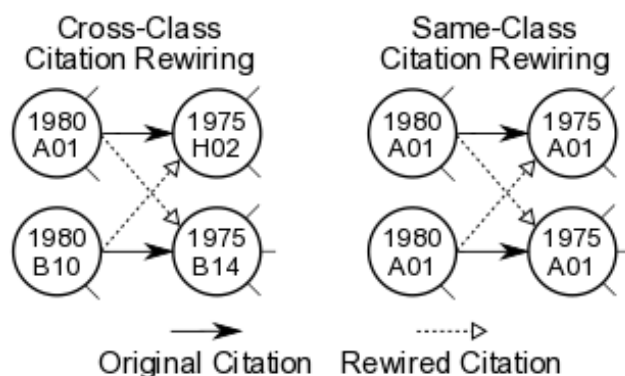 Cross-Class
Citation Rewiring
1980
A01
1975
H02
1980
B10
1975
B14
Same-Class
Citation Rewiring
1980
A01
1975
A01
1980
A01
1975
A01
Original Citation
Rewired Citation